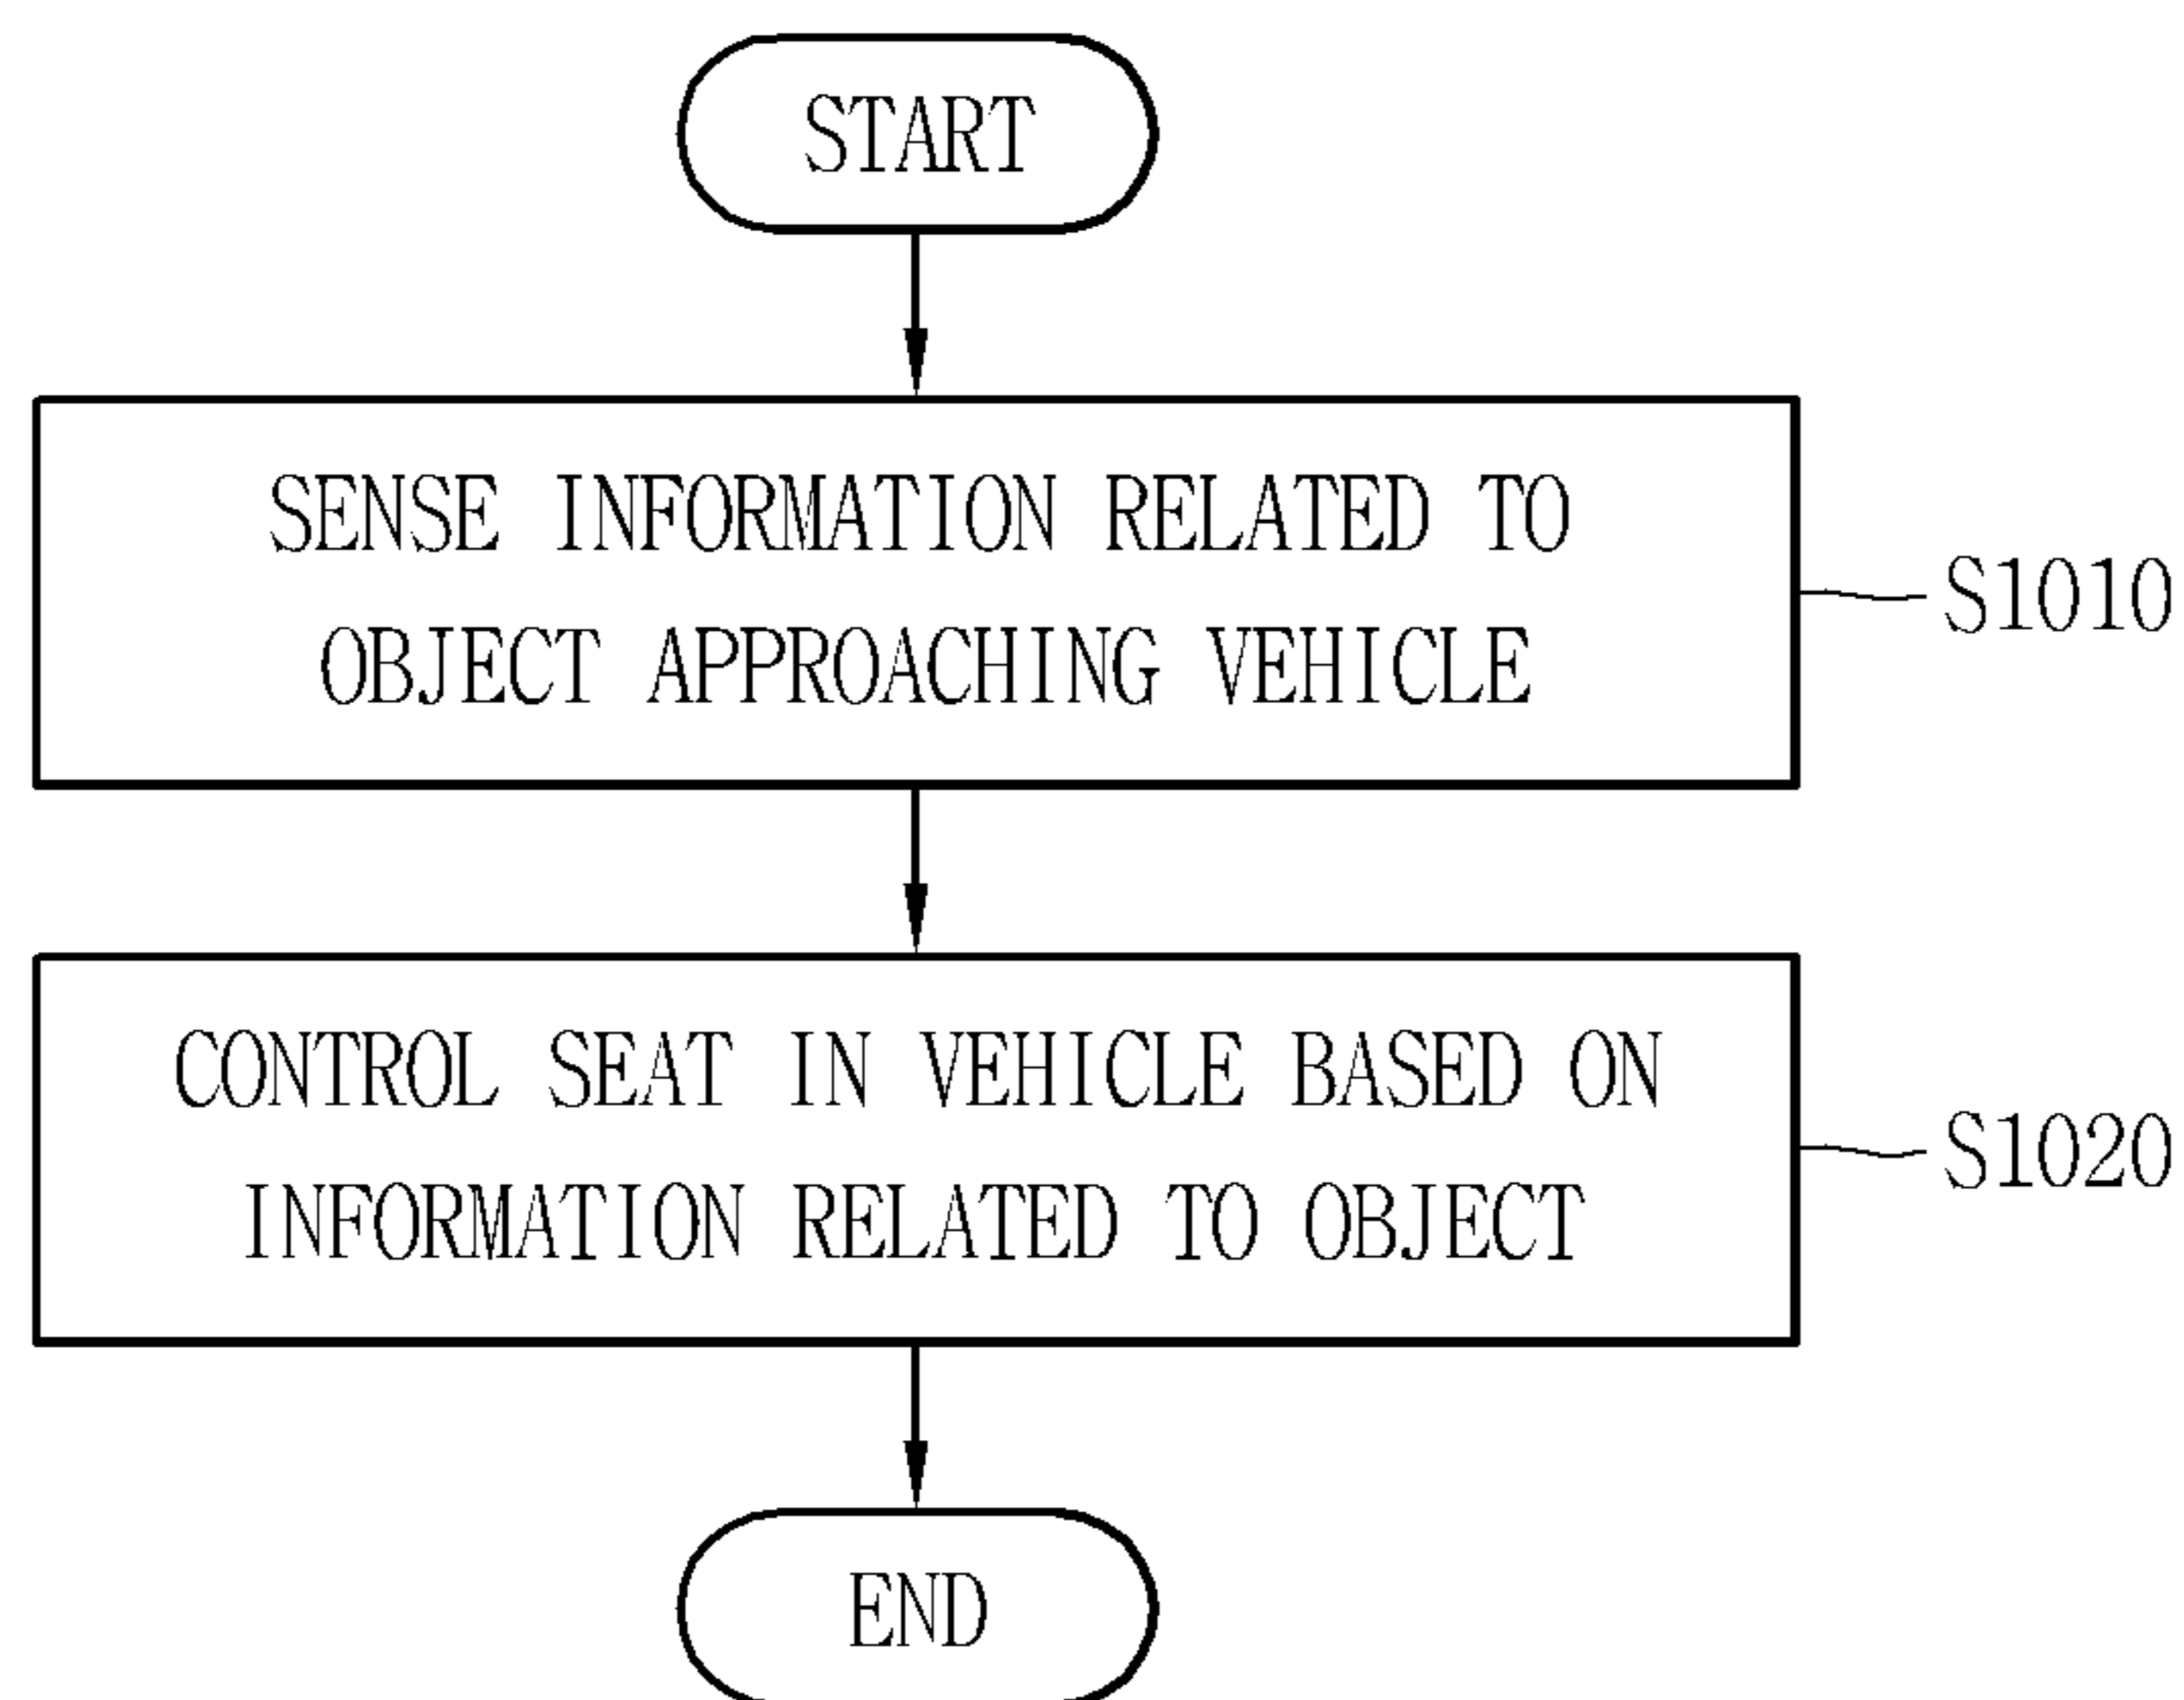 START
SENSE INFORMATION RELATED TO
OBJECT APPROACHING VEHICLE
S1010
CONTROL SEAT IN VEHICLE BASED ON
INFORMATION RELATED TO OBJECT
S1020
END